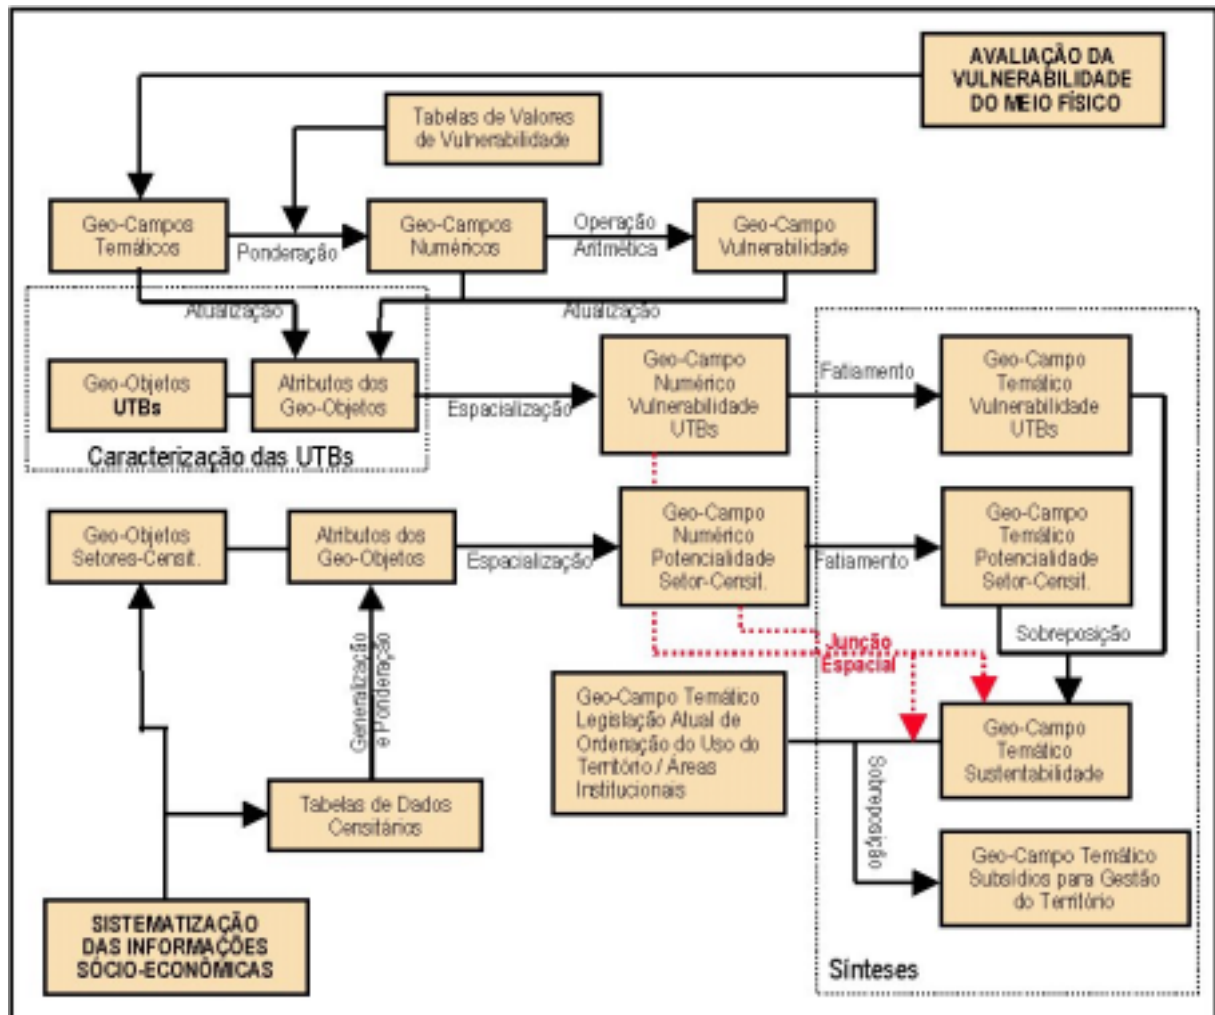 AVALIAÇÃO DA
VULNERABILIDADE
DO MEIO FÍSICO
Tabelas de Valores
de Vulnerabilidade
Geo-Campos
Temáticos
Ponderação
Geo-Campos
Numéricos
Operação
Aritmética
Geo-Campo
Vulnerabilidade
Atualização
Atualização
Geo-Objetos
UTBs
Atributos dos
Geo-Objetos
Caracterização das UTBs
Espacialização
Geo-Campo
Numérico
Vulnerabilidade
UTBs
Fatiamento
Geo-Campo
Temático
Vulnerabilidade
UTBs
Geo-Objetos
Setores-Censit.
Atributos dos
Geo-Objetos
Espacialização
Geo-Campo
Numérico
Potencialidade
Setor-Censit.
Fatiamento
Geo-Campo
Temático
Potencialidade
Setor-Censit.
Sobreposição
Junção
Espacial
Generalização
e Ponderação
Geo-Campo Temático
Legislação Atual de
Ordenação do Uso do
Território / Áreas
Institucionais
Geo-Campo
Temático
Sustentabilidade
Sobreposição
Tabelas de Dados
Censitários
Geo-Campo Temático
Subsídios para Gestão
do Território
SISTEMATIZAÇÃO
DAS INFORMAÇÕES
SÓCIO-ECONÔMICAS
Sínteses